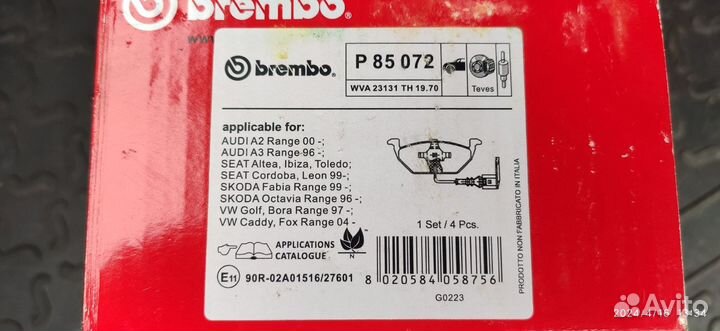 brembo
www.
brembo.
P 85 072
WVA 23131 TH 19.70
Teves
applicable for:
AUDI A2 Range 00 -;
AUDI A3 Range 96 -;
SEAT Altea, Ibiza, Toledo;
SEAT Cordoba, Leon 99-;
SKODA Fabia Range 99 -;
SKODA Octavia Range 96 -;
VW Golf, Bora Range 97 -;
VW Caddy, Fox Range 04 -
1 Set / 4 Pcs.
APPLICATIONS
CATALOGUE
E11
90R-02A01516/27601
8 020584 058756
G0223
PRODOTTO NON FABBRICATO IN ITALIA
Avito